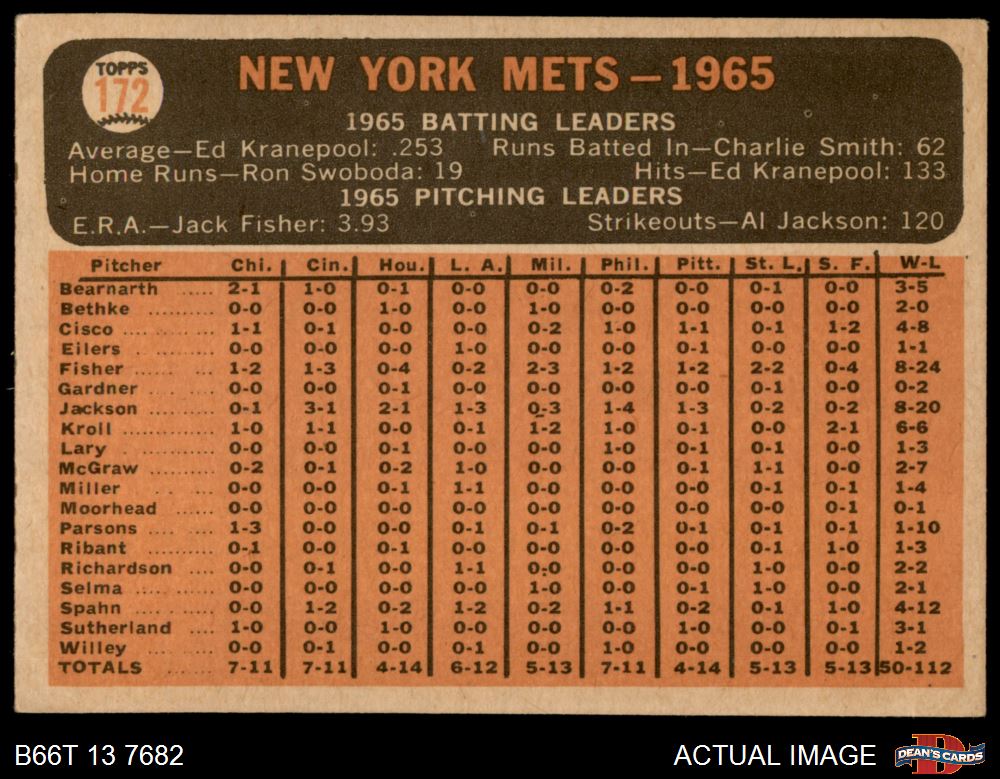 TOPPS
172
NEW YORK METS—1965
1965 BATTING LEADERS
Average—Ed Kranepool: .253 Runs Batted In—Charlie Smith: 62
Home Runs—Ron Swoboda: 19 Hits—Ed Kranepool: 133
1965 PITCHING LEADERS
E.R.A.—Jack Fisher: 3.93 Strikeouts—Al Jackson: 120
Pitcher Chi. Cin. Hou. L. A. Mil. Phil. Pitt. St. L. S. F. W-L
Bearnarth ..... 2-1 1-0 0-1 0-0 0-0 0-2 0-0 0-1 0-0 3-5
Bethke .......... 0-0 0-0 1-0 0-0 1-0 0-0 0-0 0-0 0-0 2-0
Cisco ............. 1-1 0-1 0-0 0-0 0-2 1-0 1-1 0-1 1-2 4-8
Eilers ............ 0-0 0-0 0-0 1-0 0-0 0-0 0-1 0-0 0-0 1-1
Fisher ............ 1-2 1-3 0-4 0-2 2-3 1-2 1-2 2-2 0-4 8-24
Gardner ......... 0-0 0-0 0-1 0-0 0-0 0-0 0-0 0-1 0-0 0-2
Jackson .......... 0-1 3-1 2-1 1-3 0-3 1-4 1-3 0-2 0-2 8-20
Kroll .............. 1-0 1-1 0-0 0-1 1-2 1-0 0-1 0-0 2-1 6-6
Lary .............. 0-0 0-0 0-1 0-0 0-0 1-0 0-1 0-1 0-0 1-3
McGraw .......... 0-2 0-1 0-2 1-0 0-0 0-0 0-1 1-1 0-0 2-7
Miller ............ 0-0 0-0 0-1 1-1 0-0 0-0 0-0 0-1 0-1 1-4
Moorhead ...... 0-0 0-0 0-0 0-0 0-0 0-0 0-0 0-0 0-1 0-1
Parsons .......... 1-3 0-0 0-0 0-1 0-1 0-2 0-1 0-1 0-1 1-10
Ribant .......... 0-1 0-0 0-1 0-0 0-0 0-0 0-0 0-1 1-0 1-3
Richardson .... 0-0 0-1 0-0 1-1 0-0 0-0 0-0 1-0 0-0 2-2
Selma ............ 0-0 0-0 0-0 0-0 1-0 0-0 0-1 1-0 0-0 2-1
Spahn ............ 0-0 1-2 0-2 1-2 0-2 1-1 0-2 0-1 1-0 4-12
Sutherland .... 1-0 0-0 1-0 0-0 0-0 0-0 1-0 0-0 0-1 3-1
Willey ............ 0-0 0-1 0-0 0-1 0-0 1-0 0-0 0-0 0-0 1-2
TOTALS ........ 7-11 7-11 4-14 6-12 5-13 7-11 4-14 5-13 5-13 50-112
B66T 13 7682 ACTUAL IMAGE DEAN'S CARDS